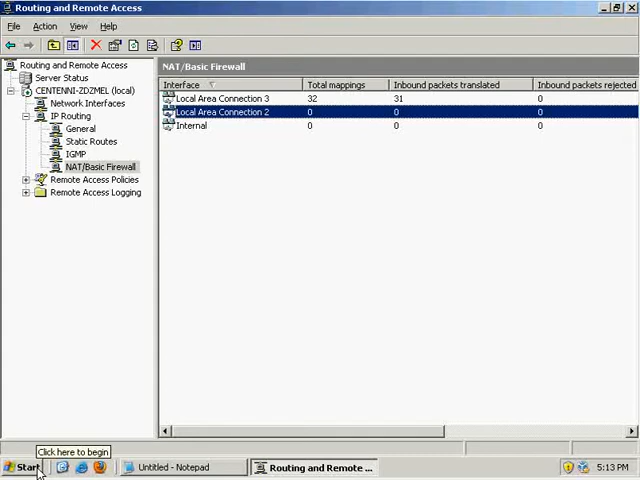 Routing and Remote Access
File Action View Help
Routing and Remote Access
Server Status
CENTENNI-ZDZMEL (local)
Network Interfaces
IP Routing
General
Static Routes
IGMP
NAT/Basic Firewall
Remote Access Policies
Remote Access Logging
NAT/Basic Firewall
Interface Total mappings Inbound packets translated Inbound packets rejected
Local Area Connection 3 32 31 0
Local Area Connection 2 0 0 0
Internal 0 0 0
Click here to begin
Start Untitled - Notepad Routing and Remote ... 5:13 PM